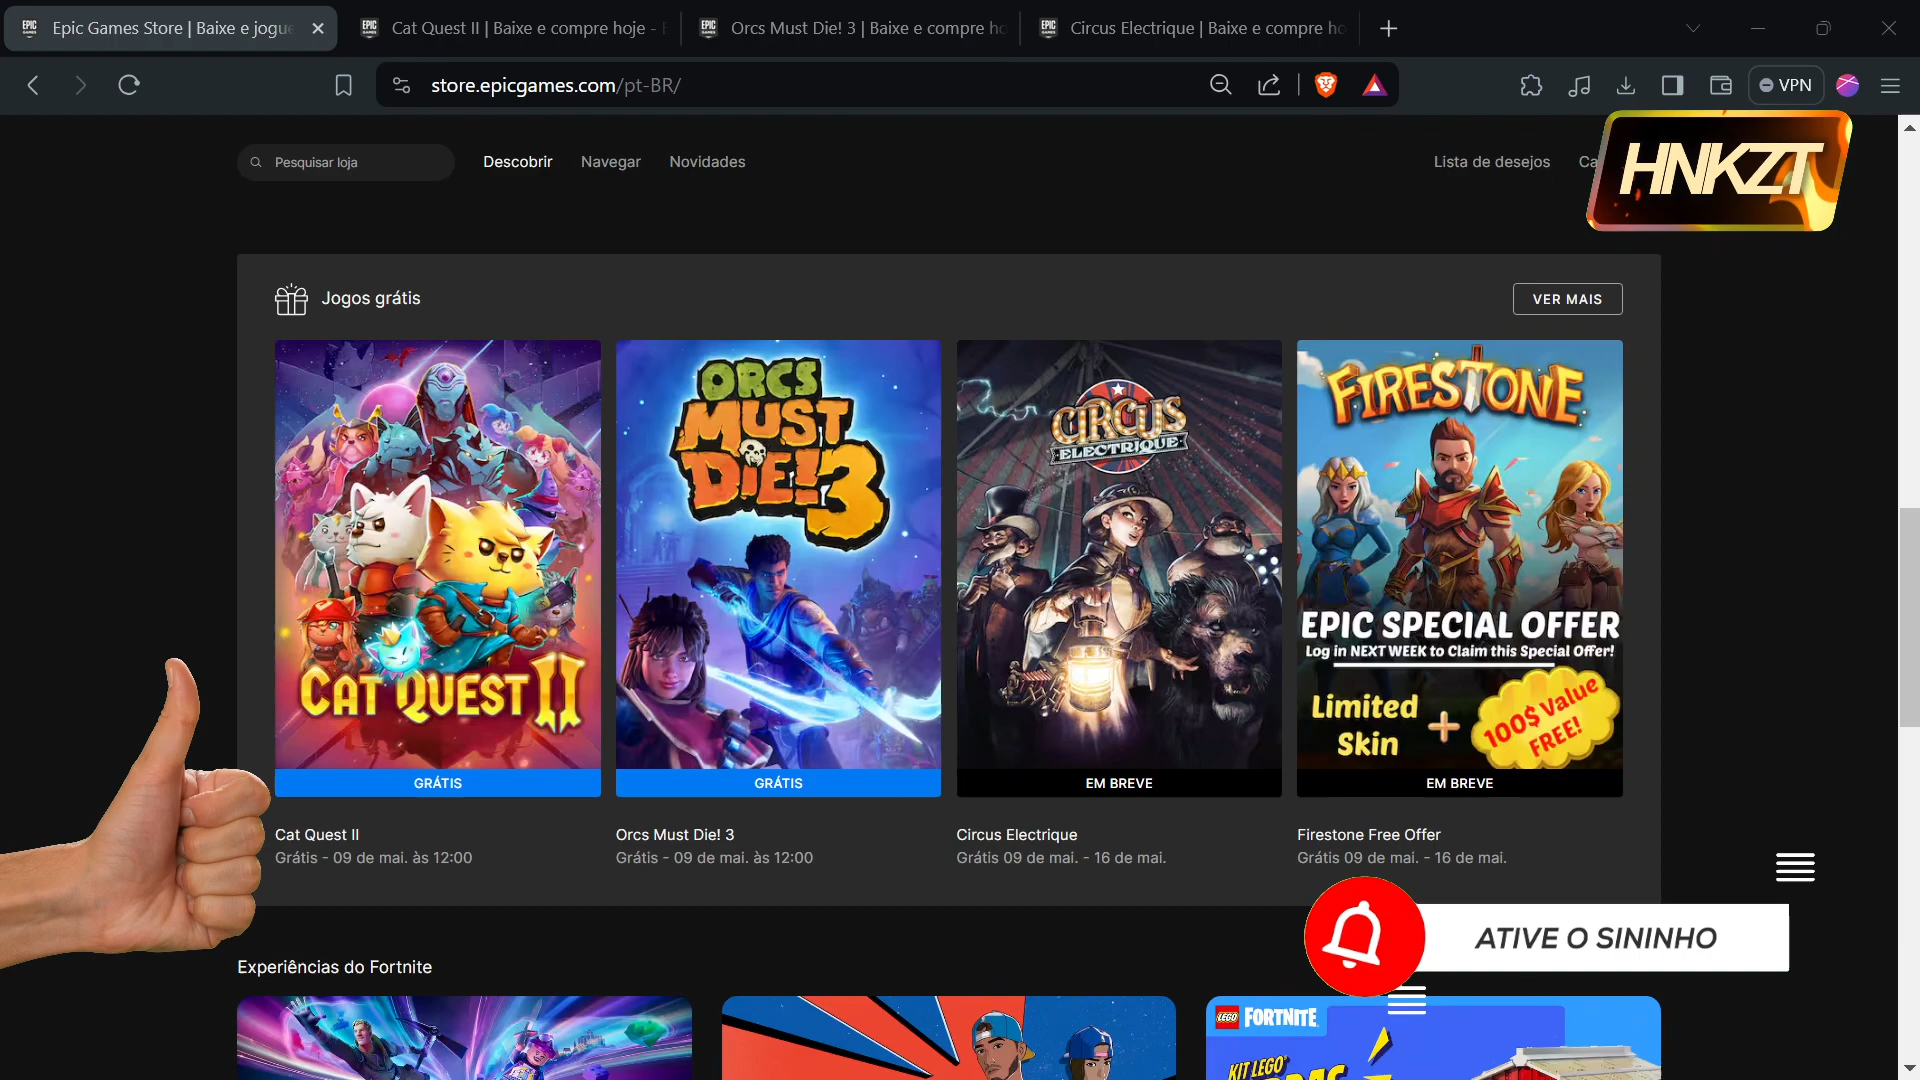 Epic Games Store | Baixe e jogue
Cat Quest II | Baixe e compre hoje -
Orcs Must Die! 3 | Baixe e compre ho
Circus Electrique | Baixe e compre ho
store.epicgames.com/pt-BR/
VPN
Pesquisar loja
Descobrir
Navegar
Novidades
Lista de desejos
Ca
HNKZT
Jogos grátis
VER MAIS
CAT QUEST II
GRÁTIS
Cat Quest II
Grátis - 09 de mai. às 12:00
ORCS
MUST
DIE! 3
GRÁTIS
Orcs Must Die! 3
Grátis - 09 de mai. às 12:00
CIRCUS
ELECTRIQUE
EM BREVE
Circus Electrique
Grátis 09 de mai. - 16 de mai.
FIRESTONE
EPIC SPECIAL OFFER
Log in NEXT WEEK to Claim this Special Offer!
Limited
Skin
+
100$ Value
FREE!
EM BREVE
Firestone Free Offer
Grátis 09 de mai. - 16 de mai.
ATIVE O SININHO
Experiências do Fortnite
LEGO FORTNITE
KIT LEGO